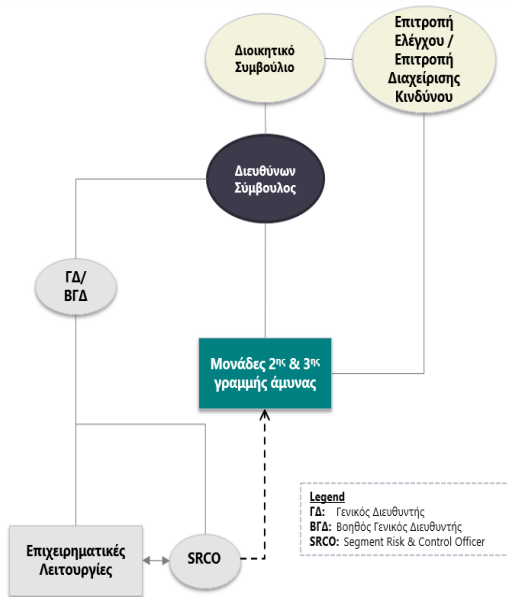 Διοικητικό
Συμβούλιο
Επιτροπή
Ελέγχου /
Επιτροπή
Διαχείρισης
Κινδύνου
Διευθύνων
Σύμβουλος
ΓΔ/
ΒΓΔ
Μονάδες 2ης & 3ης
γραμμής άμυνας
Legend
ΓΔ: Γενικός Διευθυντής
ΒΓΔ: Βοηθός Γενικός Διευθυντής
SRCO: Segment Risk & Control Officer
Επιχειρηματικές
Λειτουργίες
SRCO